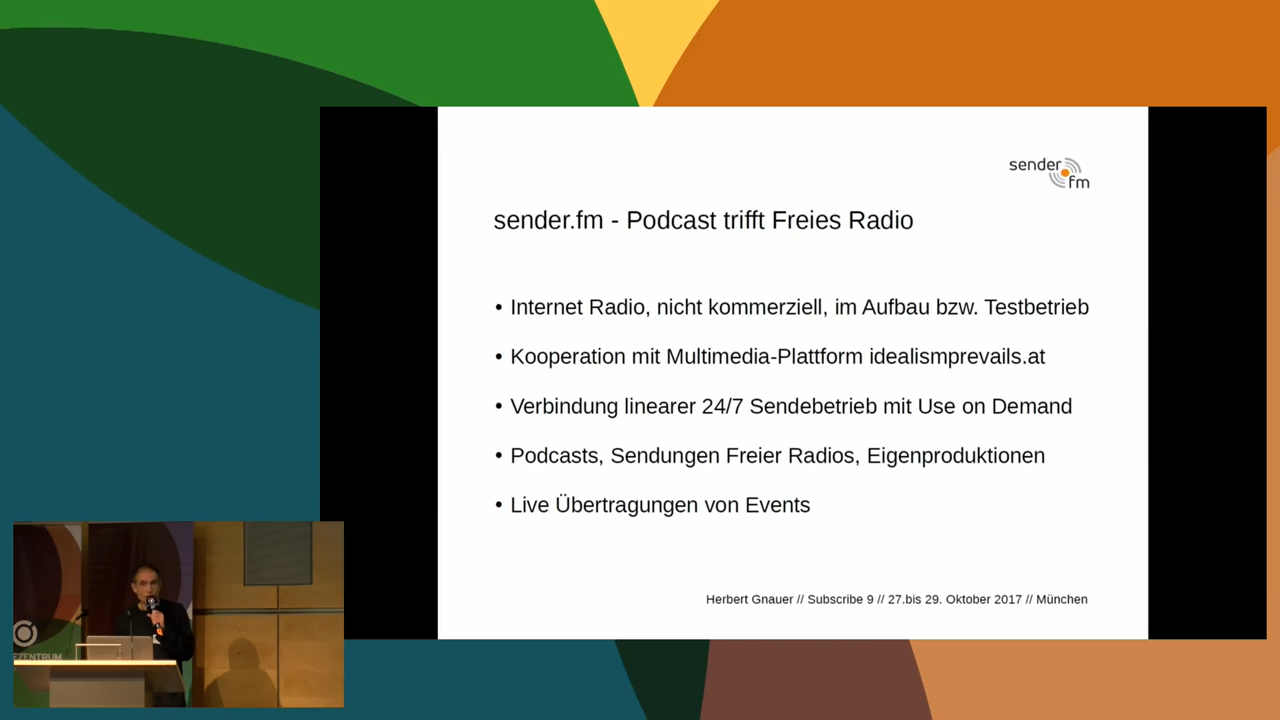 sender
fm
sender.fm - Podcast trifft Freies Radio
• Internet Radio, nicht kommerziell, im Aufbau bzw. Testbetrieb
• Kooperation mit Multimedia-Plattform idealismprevails.at
• Verbindung linearer 24/7 Sendebetrieb mit Use on Demand
• Podcasts, Sendungen Freier Radios, Eigenproduktionen
• Live Übertragungen von Events
Herbert Gnauer // Subscribe 9 // 27.bis 29. Oktober 2017 // München
EZENTRUM